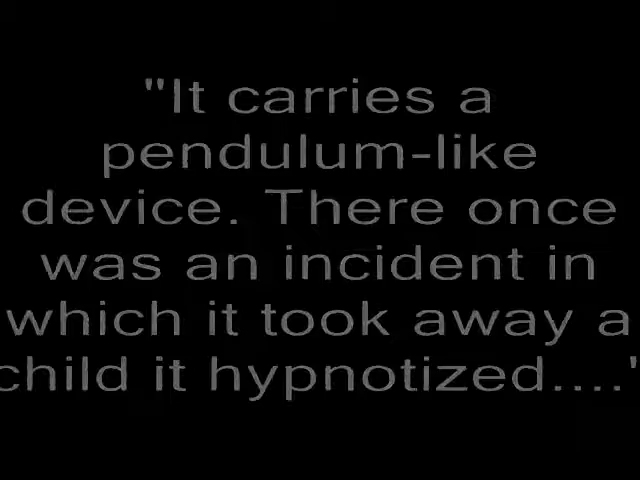 "It carries a
pendulum-like
device. There once
was an incident in
which it took away a
child it hypnotized...."